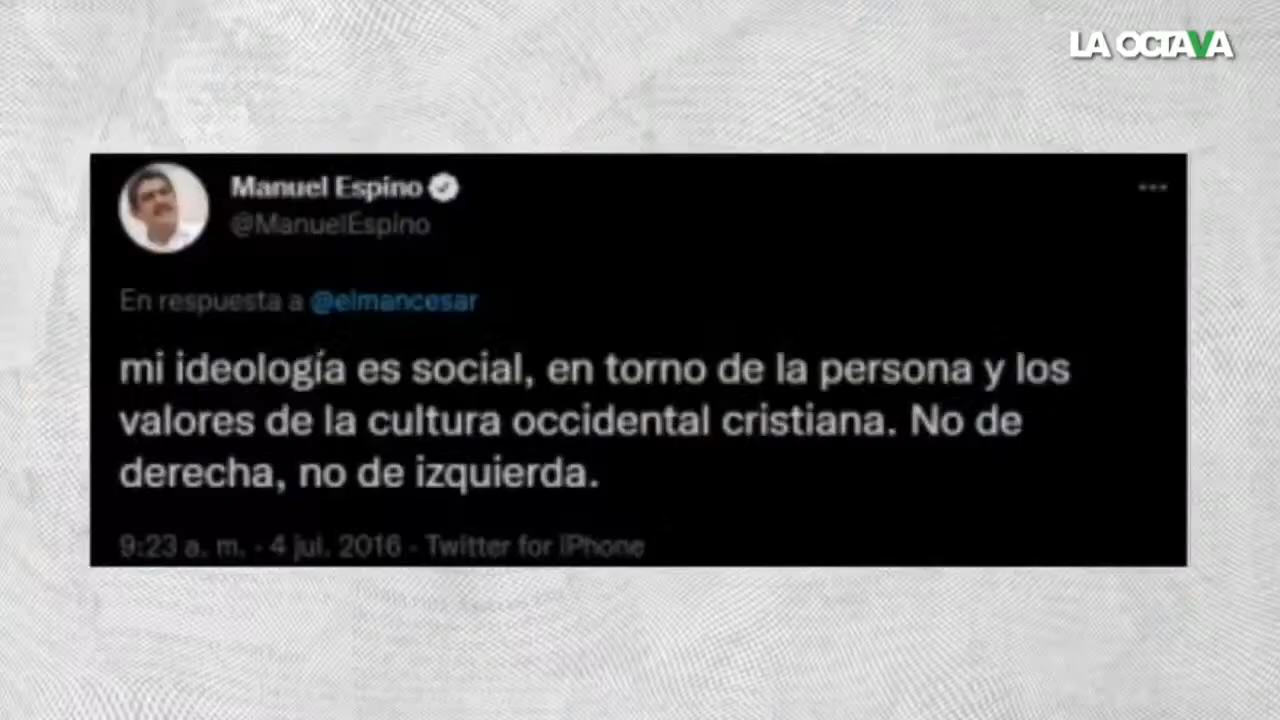 LA OCTAVA
Manuel Espino
@ManuelEspino
En respuesta a @elmancesar
mi ideología es social, en torno de la persona y los
valores de la cultura occidental cristiana. No de
derecha, no de izquierda.
9:23 a. m. · 4 jul. 2016 · Twitter for iPhone